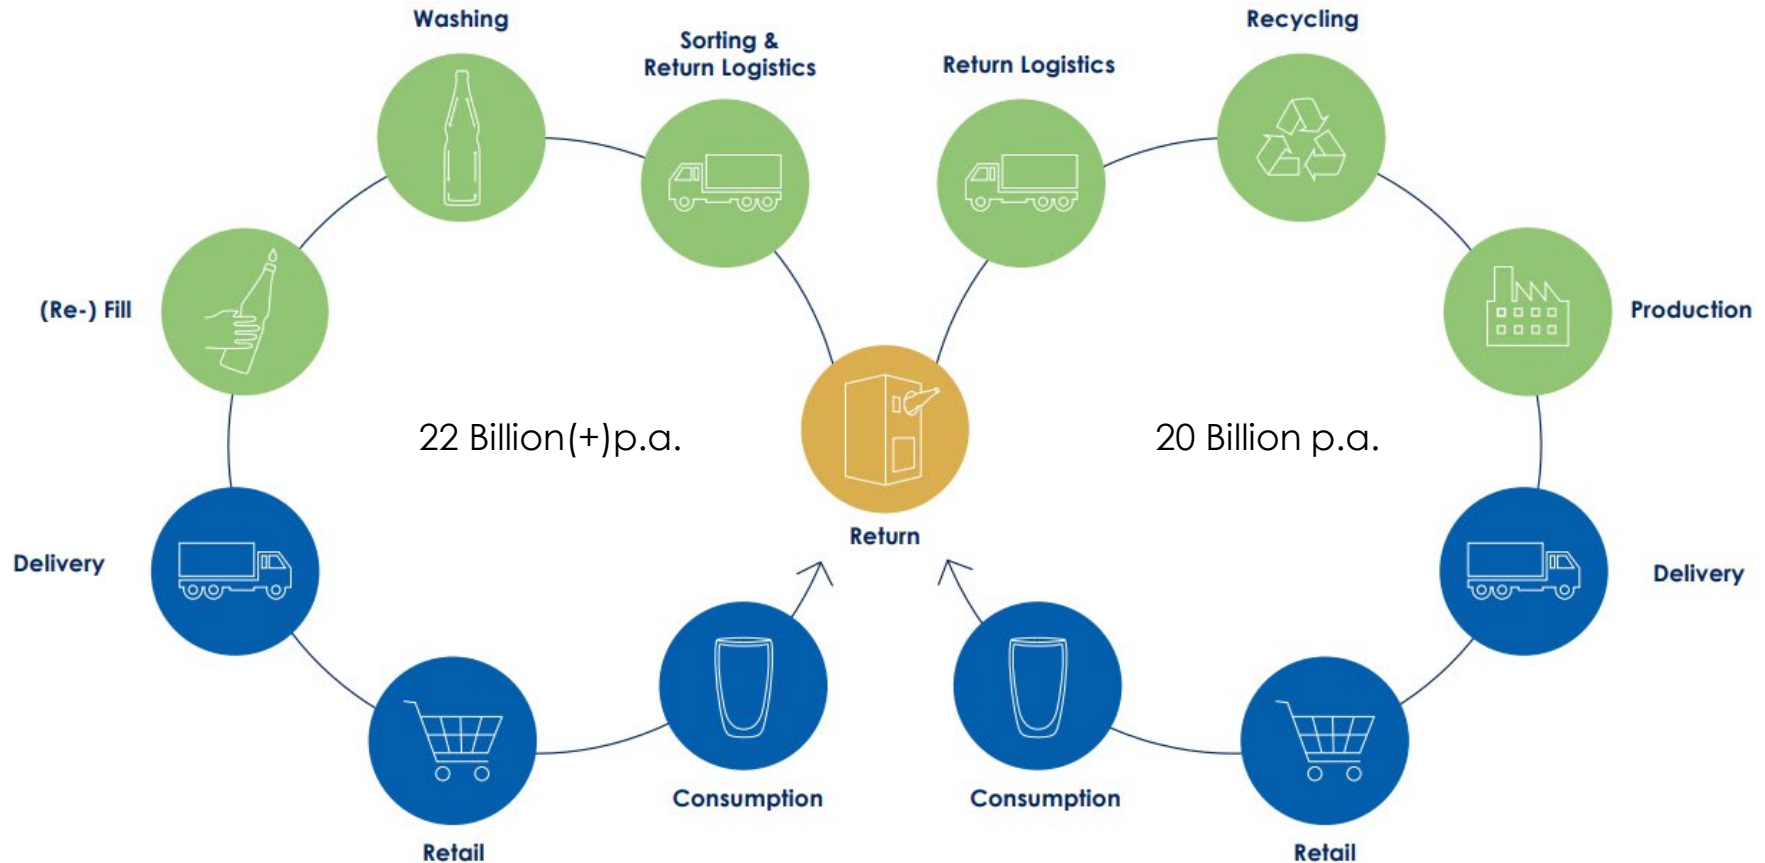 Washing
Sorting &
Return Logistics
Return Logistics
Recycling
(Re-) Fill
Production
22 Billion(+)p.a.
20 Billion p.a.
Return
Delivery
Delivery
Consumption
Consumption
Retail
Retail